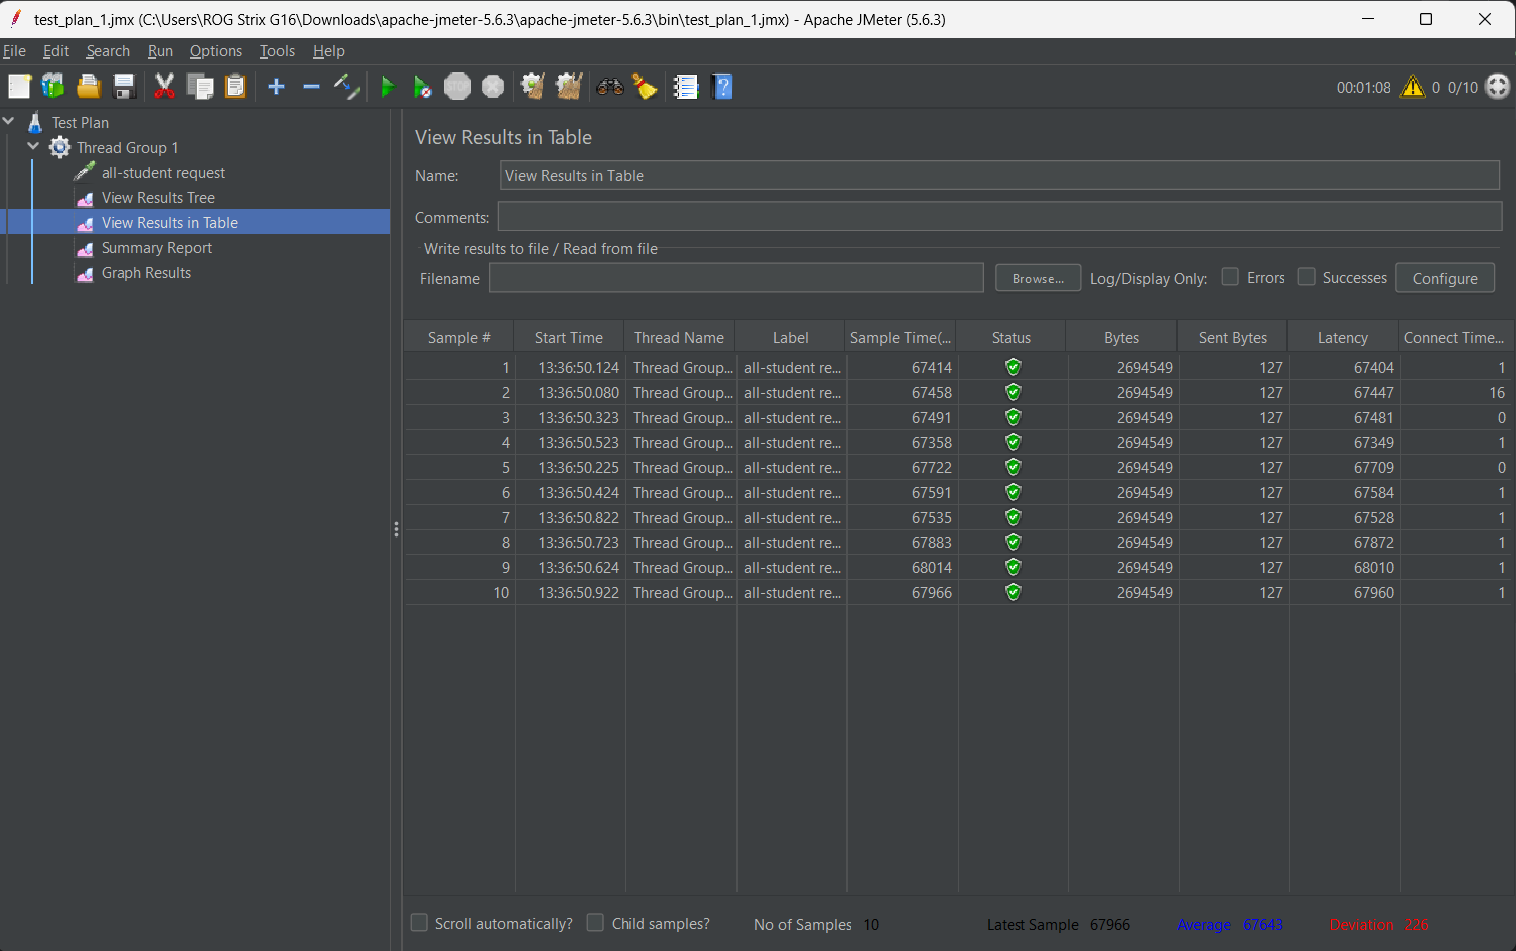 test_plan_1.jmx (C:\Users\ROG Strix G16\Downloads\apache-jmeter-5.6.3\apache-jmeter-5.6.3\bin\test_plan_1.jmx) - Apache JMeter (5.6.3)
File Edit Search Run Options Tools Help
STOP 00:01:08 0 0/10
Test Plan
Thread Group 1
all-student request
View Results Tree
View Results in Table
Summary Report
Graph Results
View Results in Table
Name: View Results in Table
Comments:
Write results to file / Read from file
Filename Browse... Log/Display Only: Errors Successes Configure
Sample # Start Time Thread Name Label Sample Time(... Status Bytes Sent Bytes Latency Connect Time...
1 13:36:50.124 Thread Group... all-student re... 67414 2694549 127 67404 1
2 13:36:50.080 Thread Group... all-student re... 67458 2694549 127 67447 16
3 13:36:50.323 Thread Group... all-student re... 67491 2694549 127 67481 0
4 13:36:50.523 Thread Group... all-student re... 67358 2694549 127 67349 1
5 13:36:50.225 Thread Group... all-student re... 67722 2694549 127 67709 0
6 13:36:50.424 Thread Group... all-student re... 67591 2694549 127 67584 1
7 13:36:50.822 Thread Group... all-student re... 67535 2694549 127 67528 1
8 13:36:50.723 Thread Group... all-student re... 67883 2694549 127 67872 1
9 13:36:50.624 Thread Group... all-student re... 68014 2694549 127 68010 1
10 13:36:50.922 Thread Group... all-student re... 67966 2694549 127 67960 1
Scroll automatically? Child samples? No of Samples 10 Latest Sample 67966 Average 67643 Deviation 226